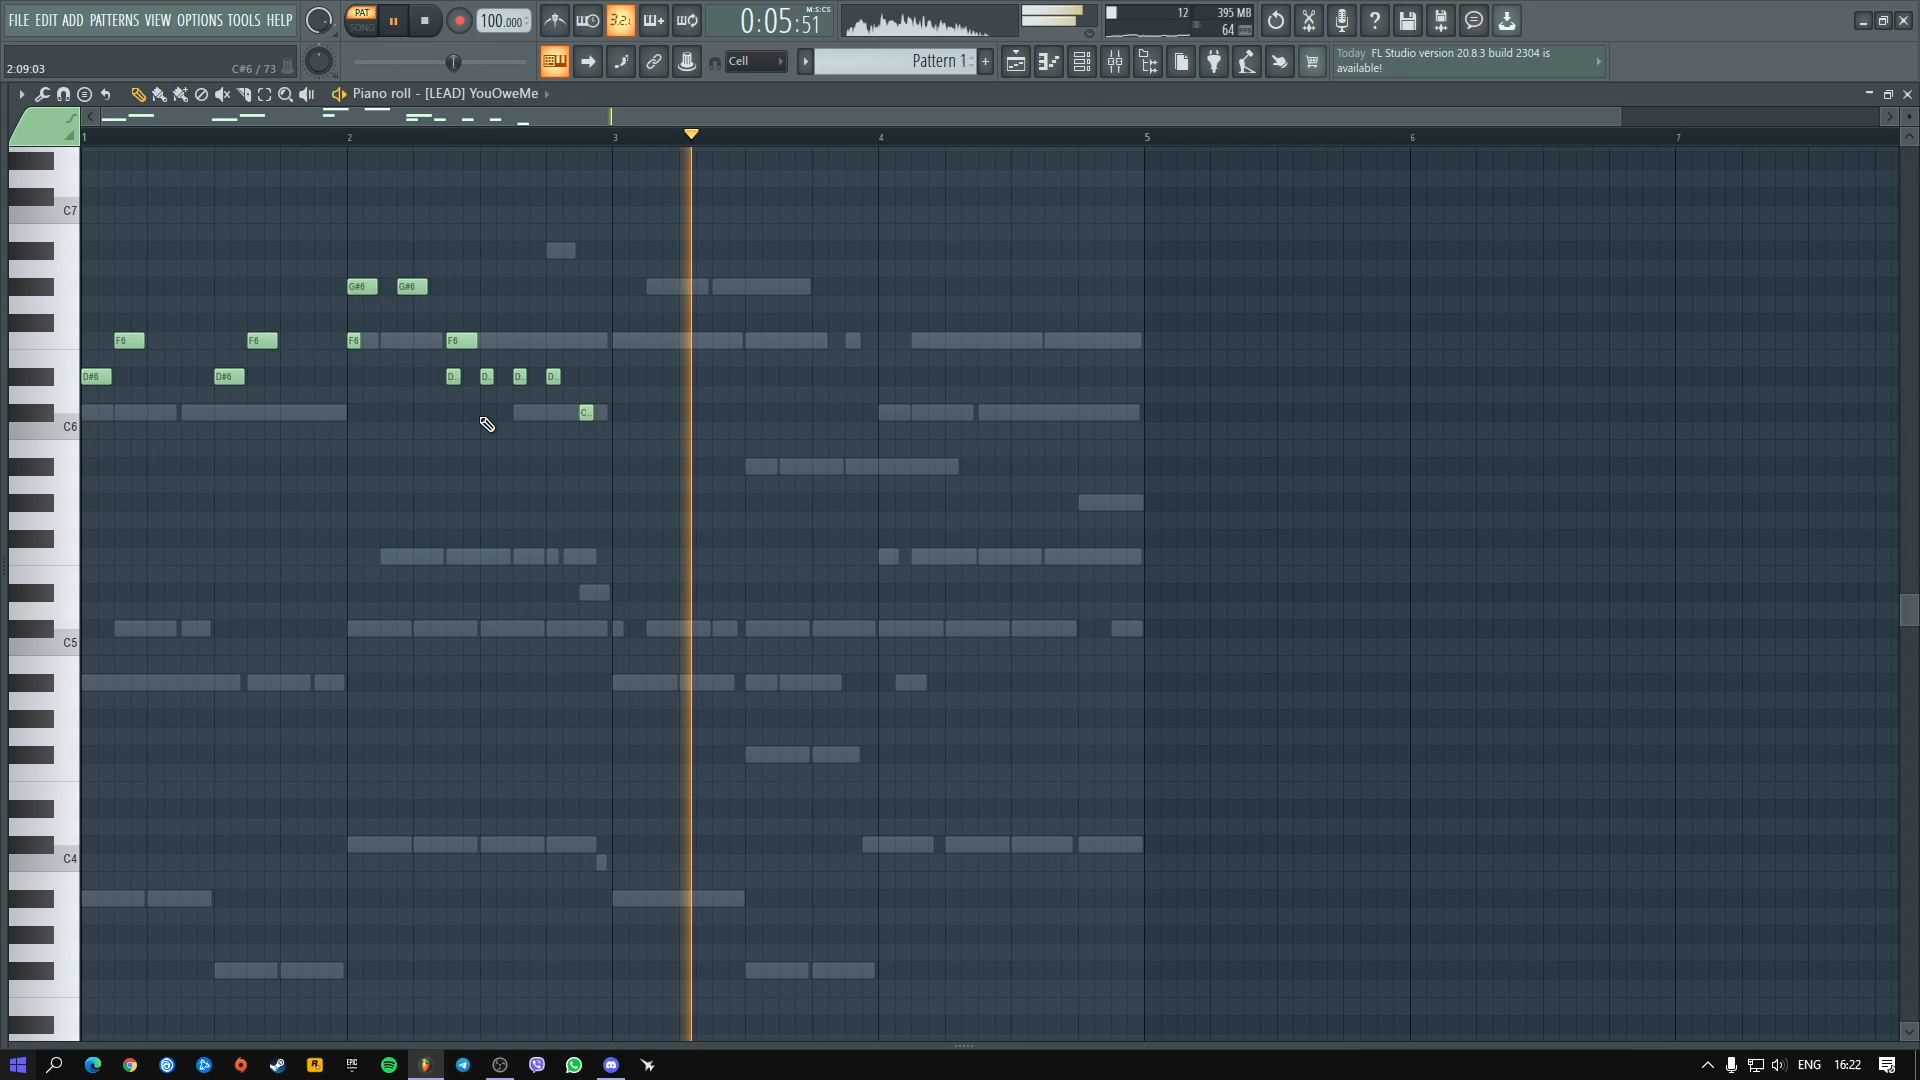 FILE EDIT ADD PATTERNS VIEW OPTIONS TOOLS HELP
PAT
SONG
100.000
3.2.
0:05:51
M:S:CS
12
395 MB
64
2:09:03
C#6 / 73
Cell
Pattern 1
+
Today FL Studio version 20.8.3 build 2304 is
available!
Piano roll - [LEAD] YouOweMe
1 2 3 4 5 6 7
C7
G#6 G#6
F6 F6 F6 F6
D#6 D#6 D.. D.. D.. D..
C..
C6
C5
C4
EPIC
ENG
16:22